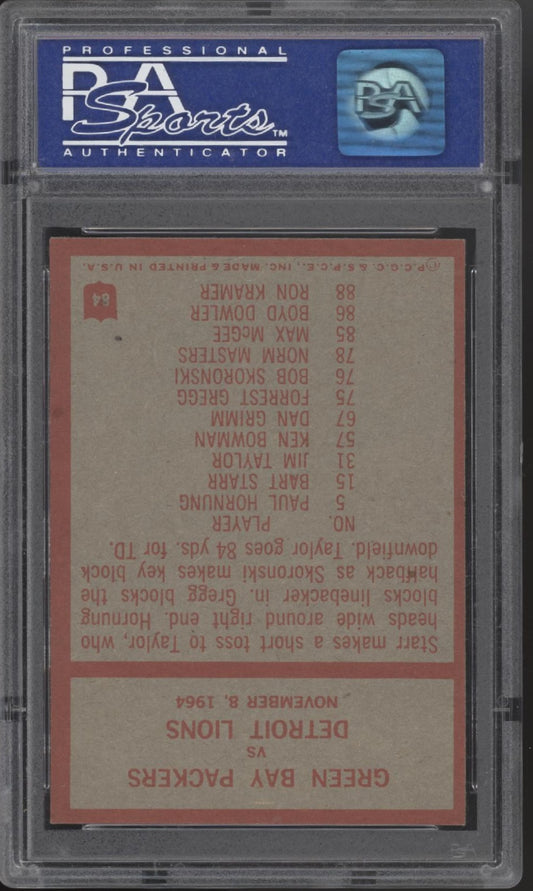 PROFESSIONAL
PSA
Sports™
AUTHENTICATOR
PSA
GREEN BAY PACKERS
vs
DETROIT LIONS
NOVEMBER 8, 1964
Starr makes a short toss to Taylor, who
heads wide around right end. Hornung
blocks linebacker in. Gregg blocks the
halfback as Skoronski makes key block
downfield. Taylor goes 84 yds. for TD.
NO. PLAYER
5 PAUL HORNUNG
15 BART STARR
31 JIM TAYLOR
57 KEN BOWMAN
67 DAN GRIMM
75 FORREST GREGG
76 BOB SKORONSKI
78 NORM MASTERS
85 MAX McGEE
86 BOYD DOWLER
88 RON KRAMER
84
©P.C.G.C. & S.P.C.E., INC. MADE & PRINTED IN U.S.A.
PSA